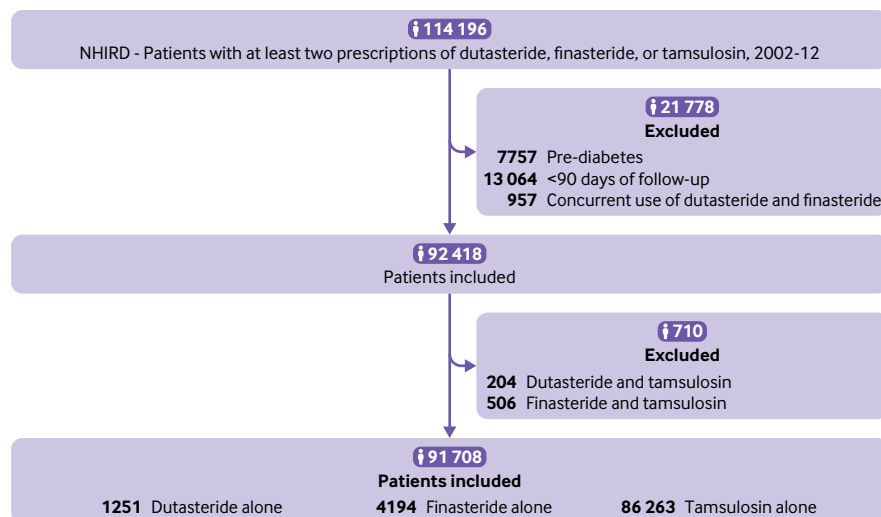 114 196
NHIRD - Patients with at least two prescriptions of dutasteride, finasteride, or tamsulosin, 2002-12
21 778
Excluded
7757 Pre-diabetes
13 064 <90 days of follow-up
957 Concurrent use of dutasteride and finasteride
92 418
Patients included
710
Excluded
204 Dutasteride and tamsulosin
506 Finasteride and tamsulosin
91 708
Patients included
1251 Dutasteride alone 4194 Finasteride alone 86 263 Tamsulosin alone